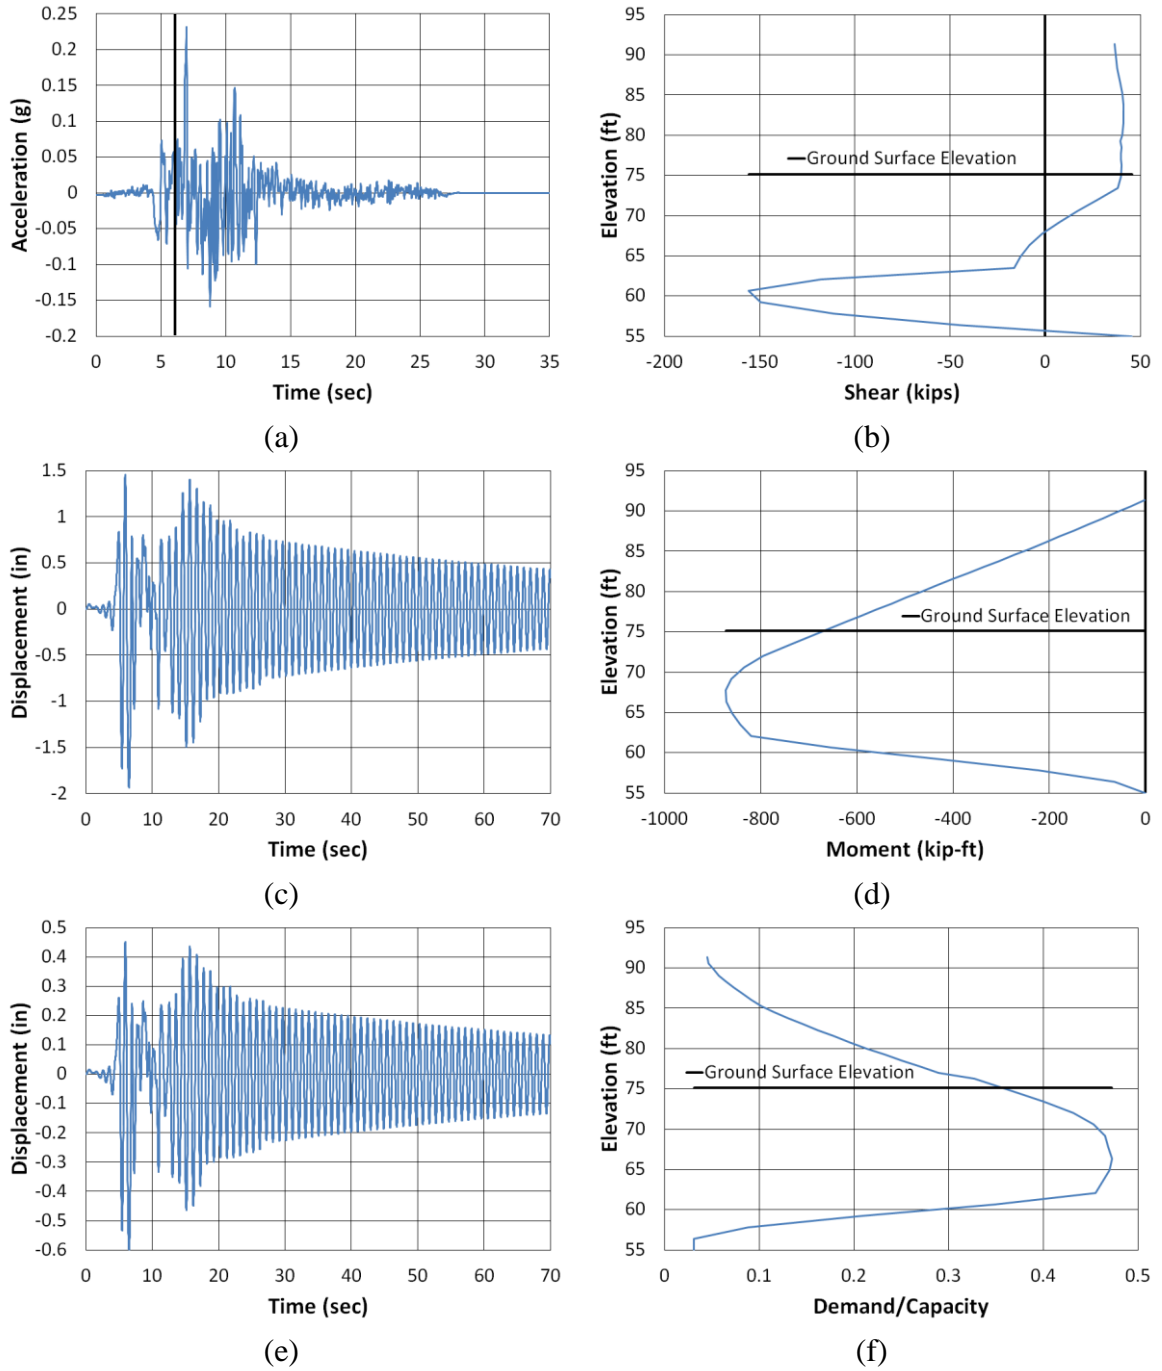 0.25
0.2
0.15
0.1
0.05
0
-0.05
-0.1
-0.15
-0.2
Acceleration (g)
0 5 10 15 20 25 30 35
Time (sec)
(a)
95
90
85
80
75
70
65
60
55
Elevation (ft)
Ground Surface Elevation
-200 -150 -100 -50 0 50
Shear (kips)
(b)
1.5
1
0.5
0
-0.5
-1
-1.5
-2
Displacement (in)
0 10 20 30 40 50 60 70
Time (sec)
(c)
95
90
85
80
75
70
65
60
55
Elevation (ft)
Ground Surface Elevation
-1000 -800 -600 -400 -200 0
Moment (kip-ft)
(d)
0.5
0.4
0.3
0.2
0.1
0
-0.1
-0.2
-0.3
-0.4
-0.5
-0.6
Displacement (in)
0 10 20 30 40 50 60 70
Time (sec)
(e)
95
90
85
80
75
70
65
60
55
Elevation (ft)
Ground Surface Elevation
0 0.1 0.2 0.3 0.4 0.5
Demand/Capacity
(f)